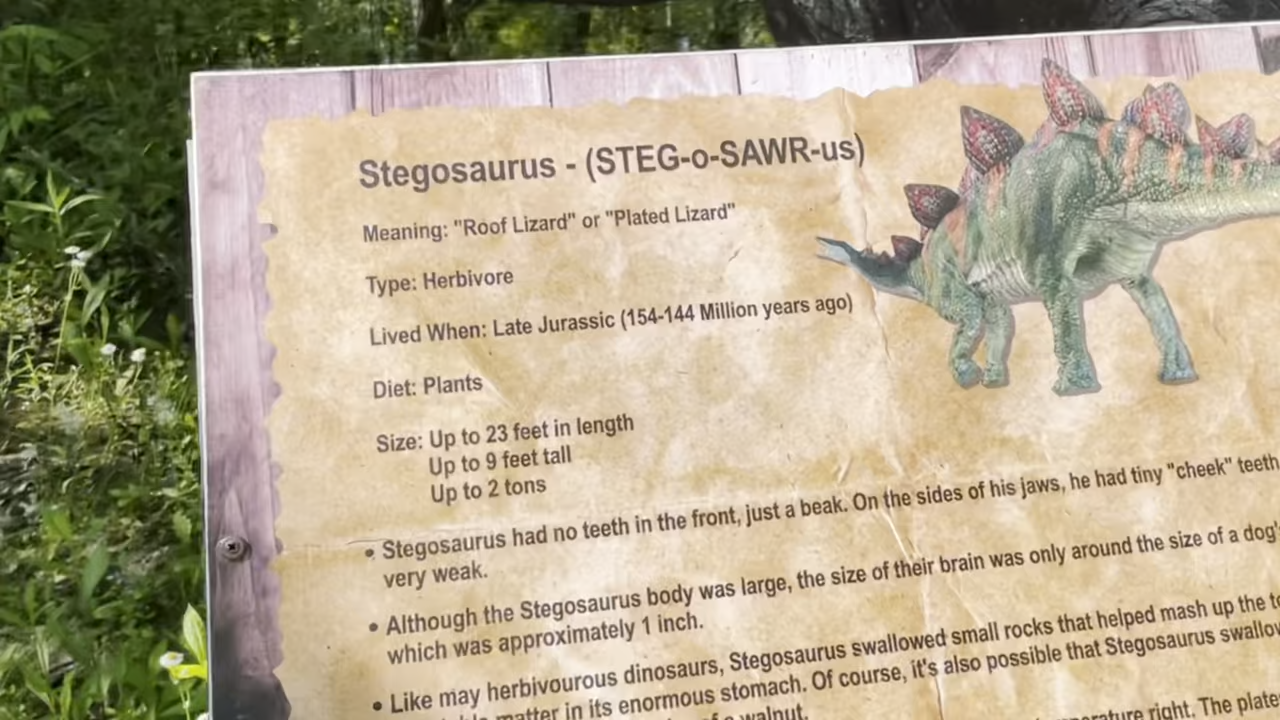 Stegosaurus - (STEG-o-SAWR-us)
Meaning: "Roof Lizard" or "Plated Lizard"
Type: Herbivore
Lived When: Late Jurassic (154-144 Million years ago)
Diet: Plants
Size: Up to 23 feet in length
Up to 9 feet tall
Up to 2 tons
• Stegosaurus had no teeth in the front, just a beak. On the sides of his jaws, he had tiny "cheek" teeth
very weak.
• Although the Stegosaurus body was large, the size of their brain was only around the size of a dog's
which was approximately 1 inch.
• Like may herbivourous dinosaurs, Stegosaurus swallowed small rocks that helped mash up the
matter in its enormous stomach. Of course, it's also possible that Stegosaurus
of a walnut.
right. The